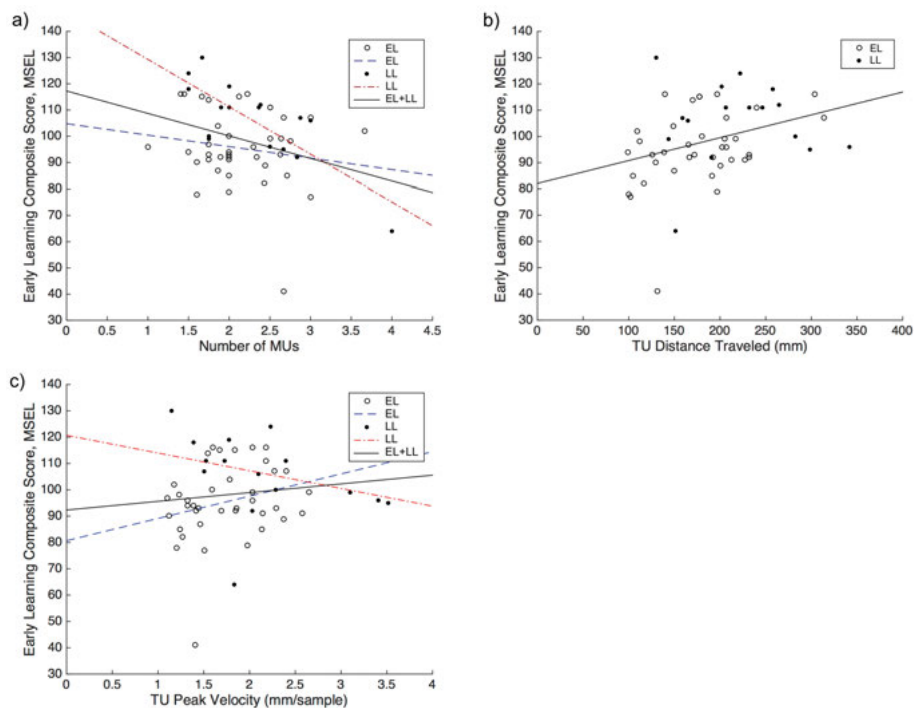 a)
140
130
120
110
100
90
80
70
60
50
40
30
Early Learning Composite Score, MSEL
0 0.5 1 1.5 2 2.5 3 3.5 4 4.5
Number of MUs
EL
EL
LL
LL
EL+LL
b)
140
130
120
110
100
90
80
70
60
50
40
30
Early Learning Composite Score, MSEL
0 50 100 150 200 250 300 350 400
TU Distance Traveled (mm)
EL
LL
c)
140
130
120
110
100
90
80
70
60
50
40
30
Early Learning Composite Score, MSEL
0 0.5 1 1.5 2 2.5 3 3.5 4
TU Peak Velocity (mm/sample)
EL
EL
LL
LL
EL+LL